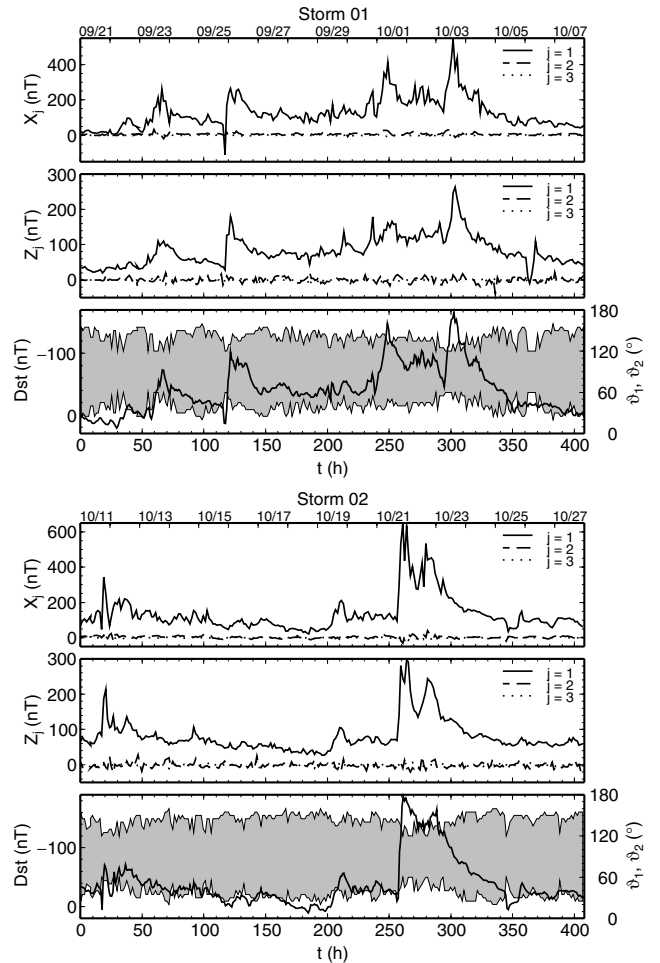 Storm 01
09/21 09/23 09/25 09/27 09/29 10/01 10/03 10/05 10/07
X_j (nT)
400
200
0
j = 1
j = 2
j = 3
Z_j (nT)
300
200
100
0
j = 1
j = 2
j = 3
Dst (nT)
−100
0
180
120
60
0
ϑ₁, ϑ₂ (°)
0 50 100 150 200 250 300 350 400
t (h)
Storm 02
10/11 10/13 10/15 10/17 10/19 10/21 10/23 10/25 10/27
X_j (nT)
600
400
200
0
j = 1
j = 2
j = 3
Z_j (nT)
300
200
100
0
j = 1
j = 2
j = 3
Dst (nT)
−100
0
180
120
60
0
ϑ₁, ϑ₂ (°)
0 50 100 150 200 250 300 350 400
t (h)